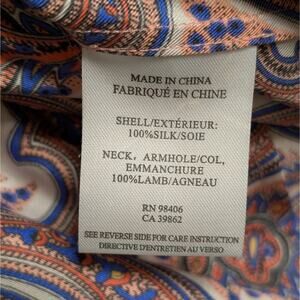 MADE IN CHINA
FABRIQUÉ EN CHINE
SHELL/EXTÉRIEUR:
100%SILK/SOIE
NECK, ARMHOLE/COL,
EMMANCHURE
100%LAMB/AGNEAU
RN 98406
CA 39862
SEE REVERSE SIDE FOR CARE INSTRUCTION
DIRECTIVE D'ENTRETIEN AU VERSO